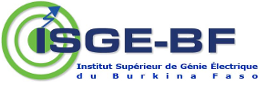 ISGE-BF
Institut Supérieur de Génie Électrique
du Burkina Faso